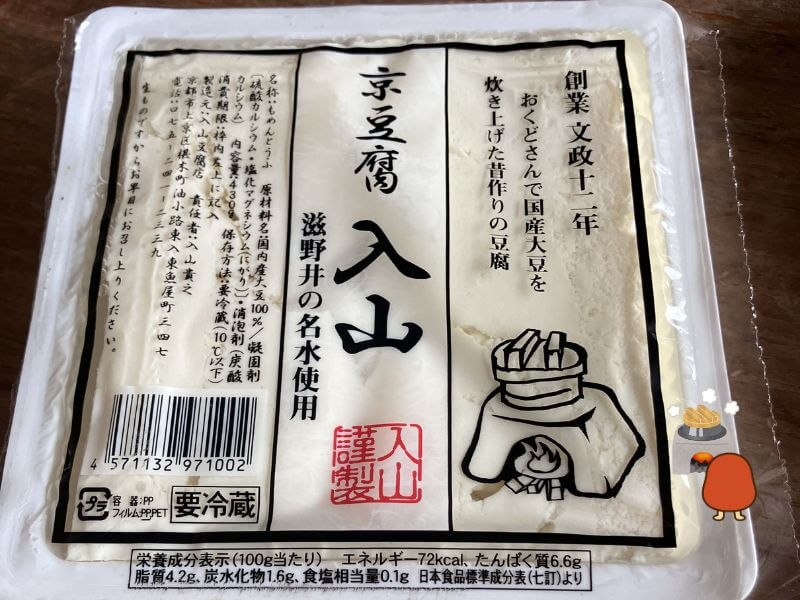 創業 文政十二年
おくどさんで国産大豆を
炊き上げた昔作りの豆腐
京豆腐 入山
滋野井の名水使用
入山
謹製
名称:もめんどうふ 原材料名:国内産大豆100%/凝固剤
〔硫酸カルシウム・塩化マグネシウム(にがり)〕・消泡剤(炭酸
カルシウム) 内容量:430g 保存方法:要冷蔵(10℃以下)
消費期限:枠内左上に記入
製造元:入山豆腐店 責任者:入山貴之
京都市上京区椹木町油小路東入東魚屋町三四七
電話:〇七五-二四一-二三三九
生ものですからお早目にお召し上りください。
4 571132 971002
プラ 容器:PP
フィルム:PP,PET
要冷蔵
栄養成分表示(100g当たり) エネルギー72kcal、たんぱく質6.6g
脂質4.2g、炭水化物1.6g、食塩相当量0.1g 日本食品標準成分表(七訂)より